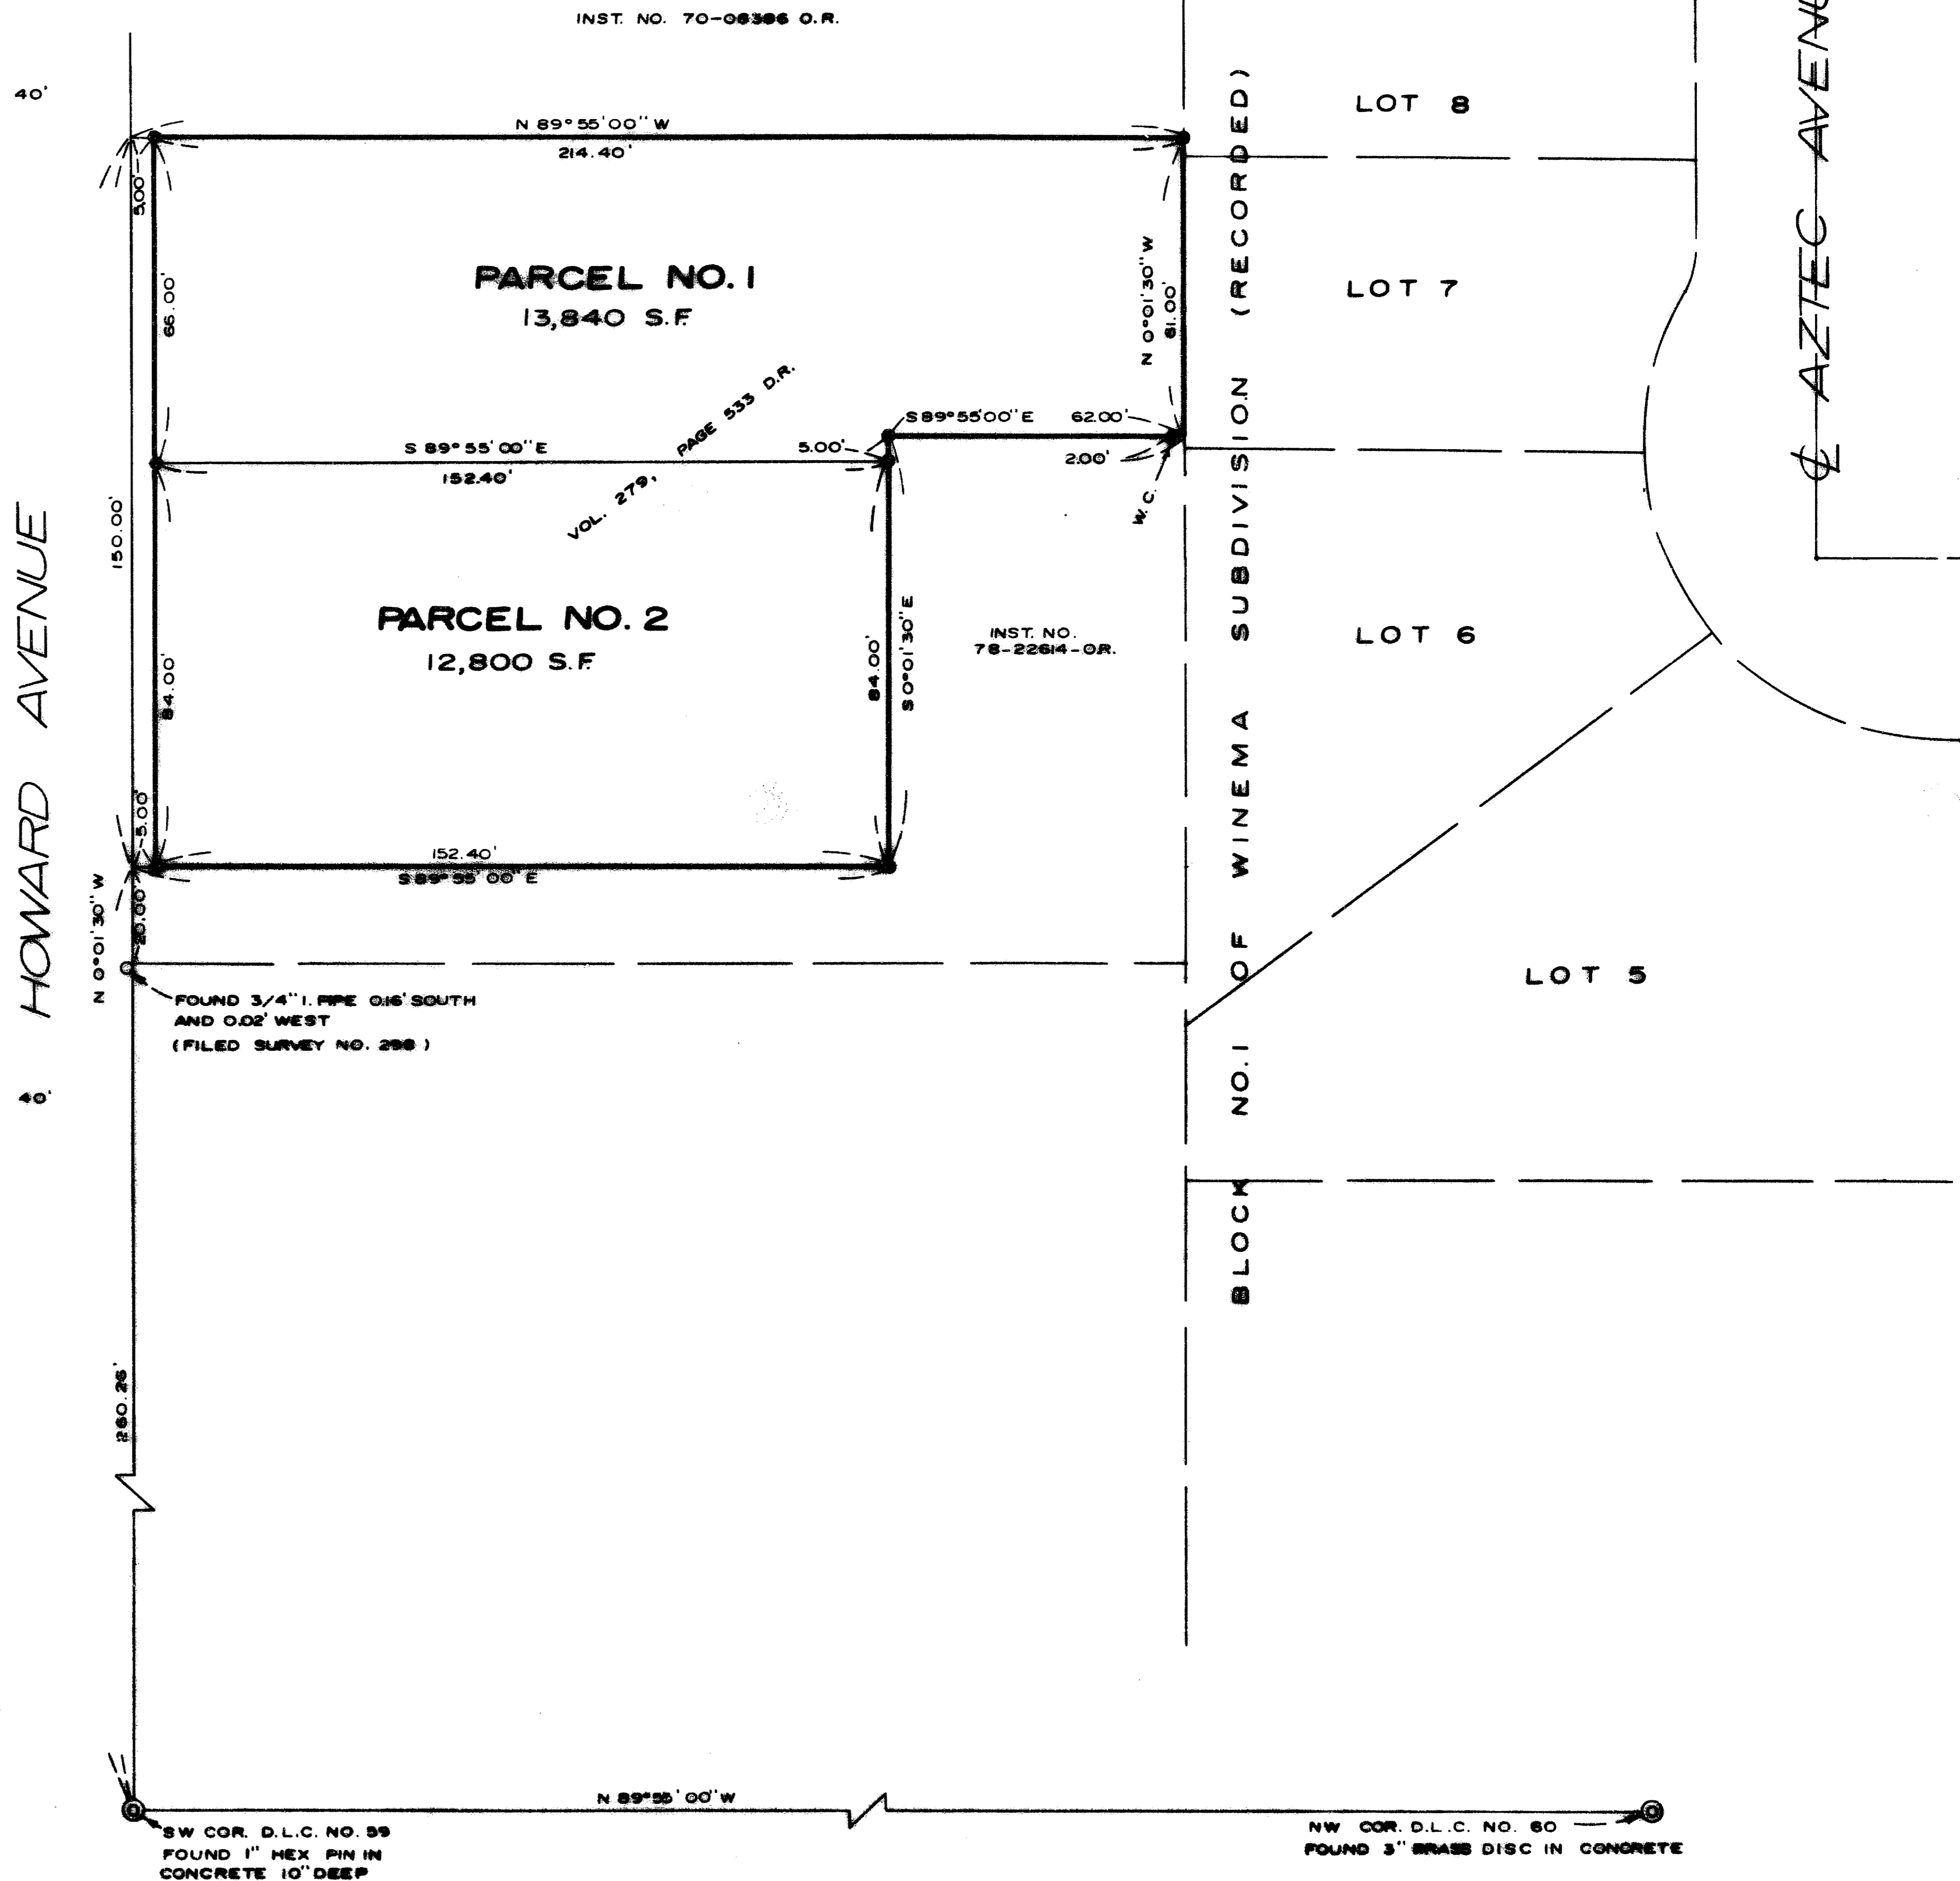 INST. NO. 70-08386 O.R.
40'
N 89°55'00" W
214.40'
5.00'
66.00'
PARCEL NO. 1
13,840 S.F.
N 0°01'30" W
61.00'
S 89°55'00" E
62.00'
S 89°55'00" E
152.40'
5.00'
2.00'
W.C.
VOL. 279, PAGE 533 D.R.
150.00'
HOWARD AVENUE
PARCEL NO. 2
12,800 S.F.
84.00'
84.00'
S 0°01'30" E
INST. NO.
78-22614-O.R.
5.00'
152.40'
S 89°55'00" E
20.00'
N 0°01'30" W
FOUND 3/4" I. PIPE 0.16' SOUTH
AND 0.02' WEST
(FILED SURVEY NO. 298)
40'
1260.26'
BLOCK NO. 1 OF WINEMA SUBDIVISION (RECORDED)
LOT 8
LOT 7
LOT 6
LOT 5
℄ AZTEC AVENU
N 89°55'00" W
SW COR. D.L.C. NO. 59
FOUND 1" HEX PIN IN
CONCRETE 10" DEEP
NW COR. D.L.C. NO. 60
FOUND 3" BRASS DISC IN CONCRETE